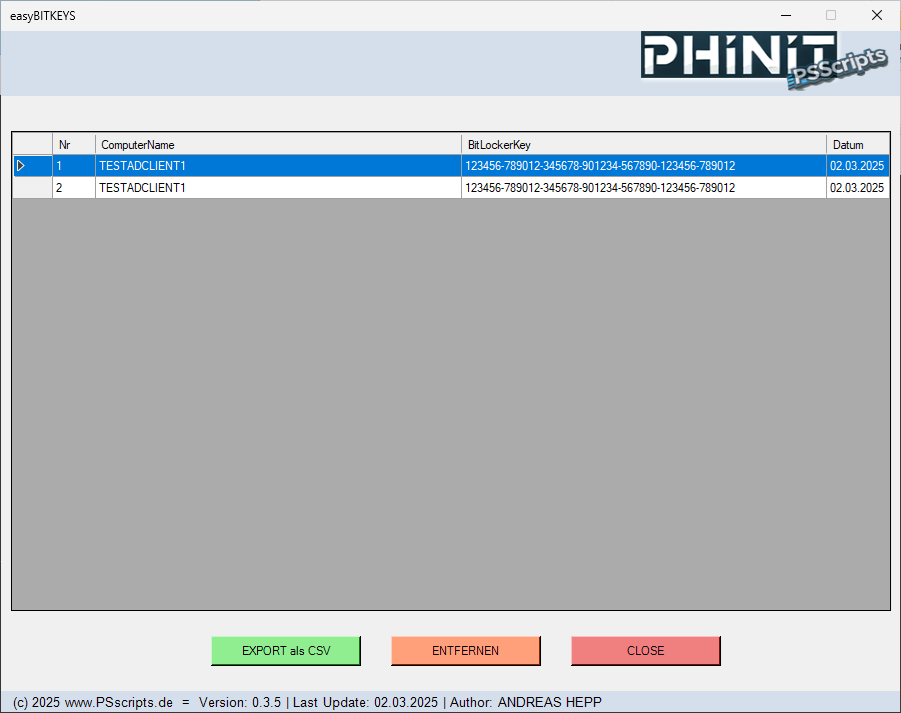 easyBITKEYS
PHiNiT
PSScripts
Nr ComputerName BitLockerKey Datum
1 TESTADCLIENT1 123456-789012-345678-901234-567890-123456-789012 02.03.2025
2 TESTADCLIENT1 123456-789012-345678-901234-567890-123456-789012 02.03.2025
EXPORT als CSV ENTFERNEN CLOSE
(c) 2025 www.PSscripts.de = Version: 0.3.5 | Last Update: 02.03.2025 | Author: ANDREAS HEPP